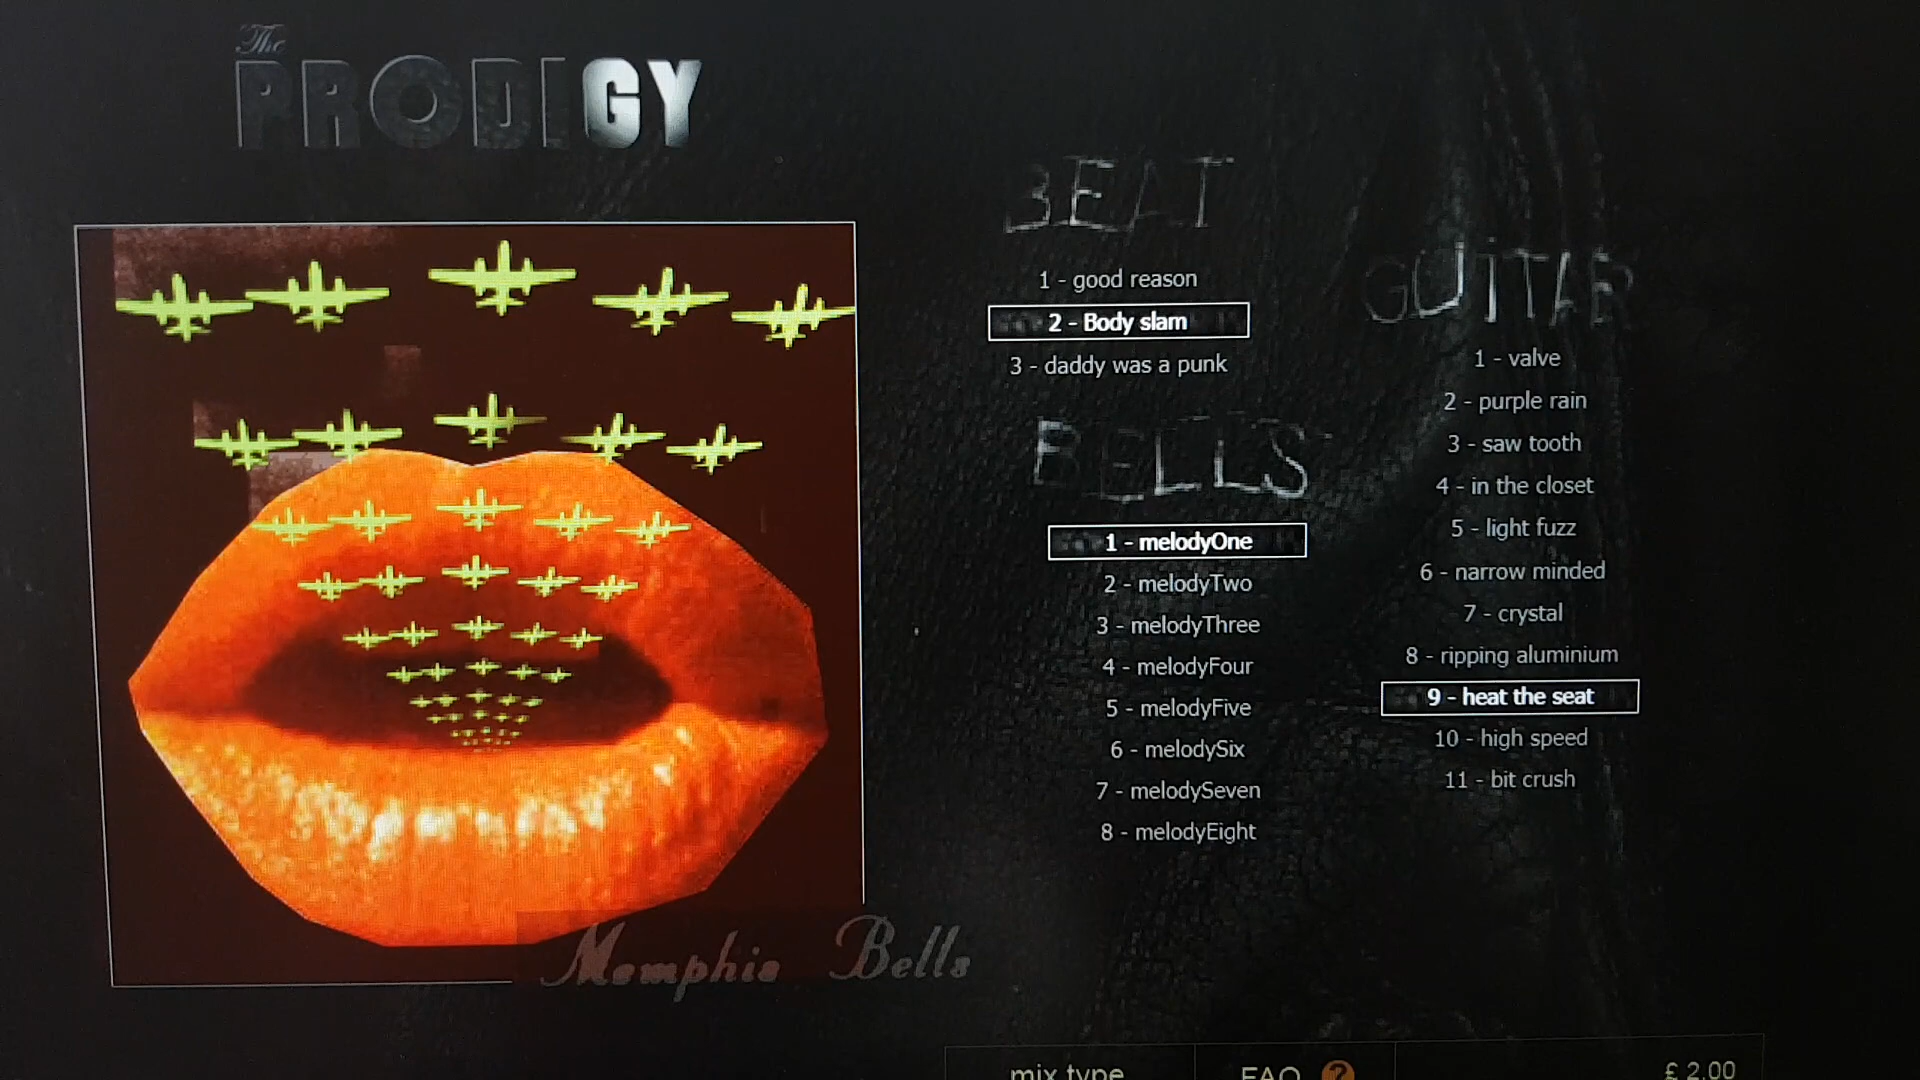 The
PRODIGY
BEAT
1 - good reason
2 - Body slam
3 - daddy was a punk
BELLS
1 - melodyOne
2 - melodyTwo
3 - melodyThree
4 - melodyFour
5 - melodyFive
6 - melodySix
7 - melodySeven
8 - melodyEight
GUITAR
1 - valve
2 - purple rain
3 - saw tooth
4 - in the closet
5 - light fuzz
6 - narrow minded
7 - crystal
8 - ripping aluminium
9 - heat the seat
10 - high speed
11 - bit crush
Memphis Bells
mix type
FAQ ?
£ 2.00